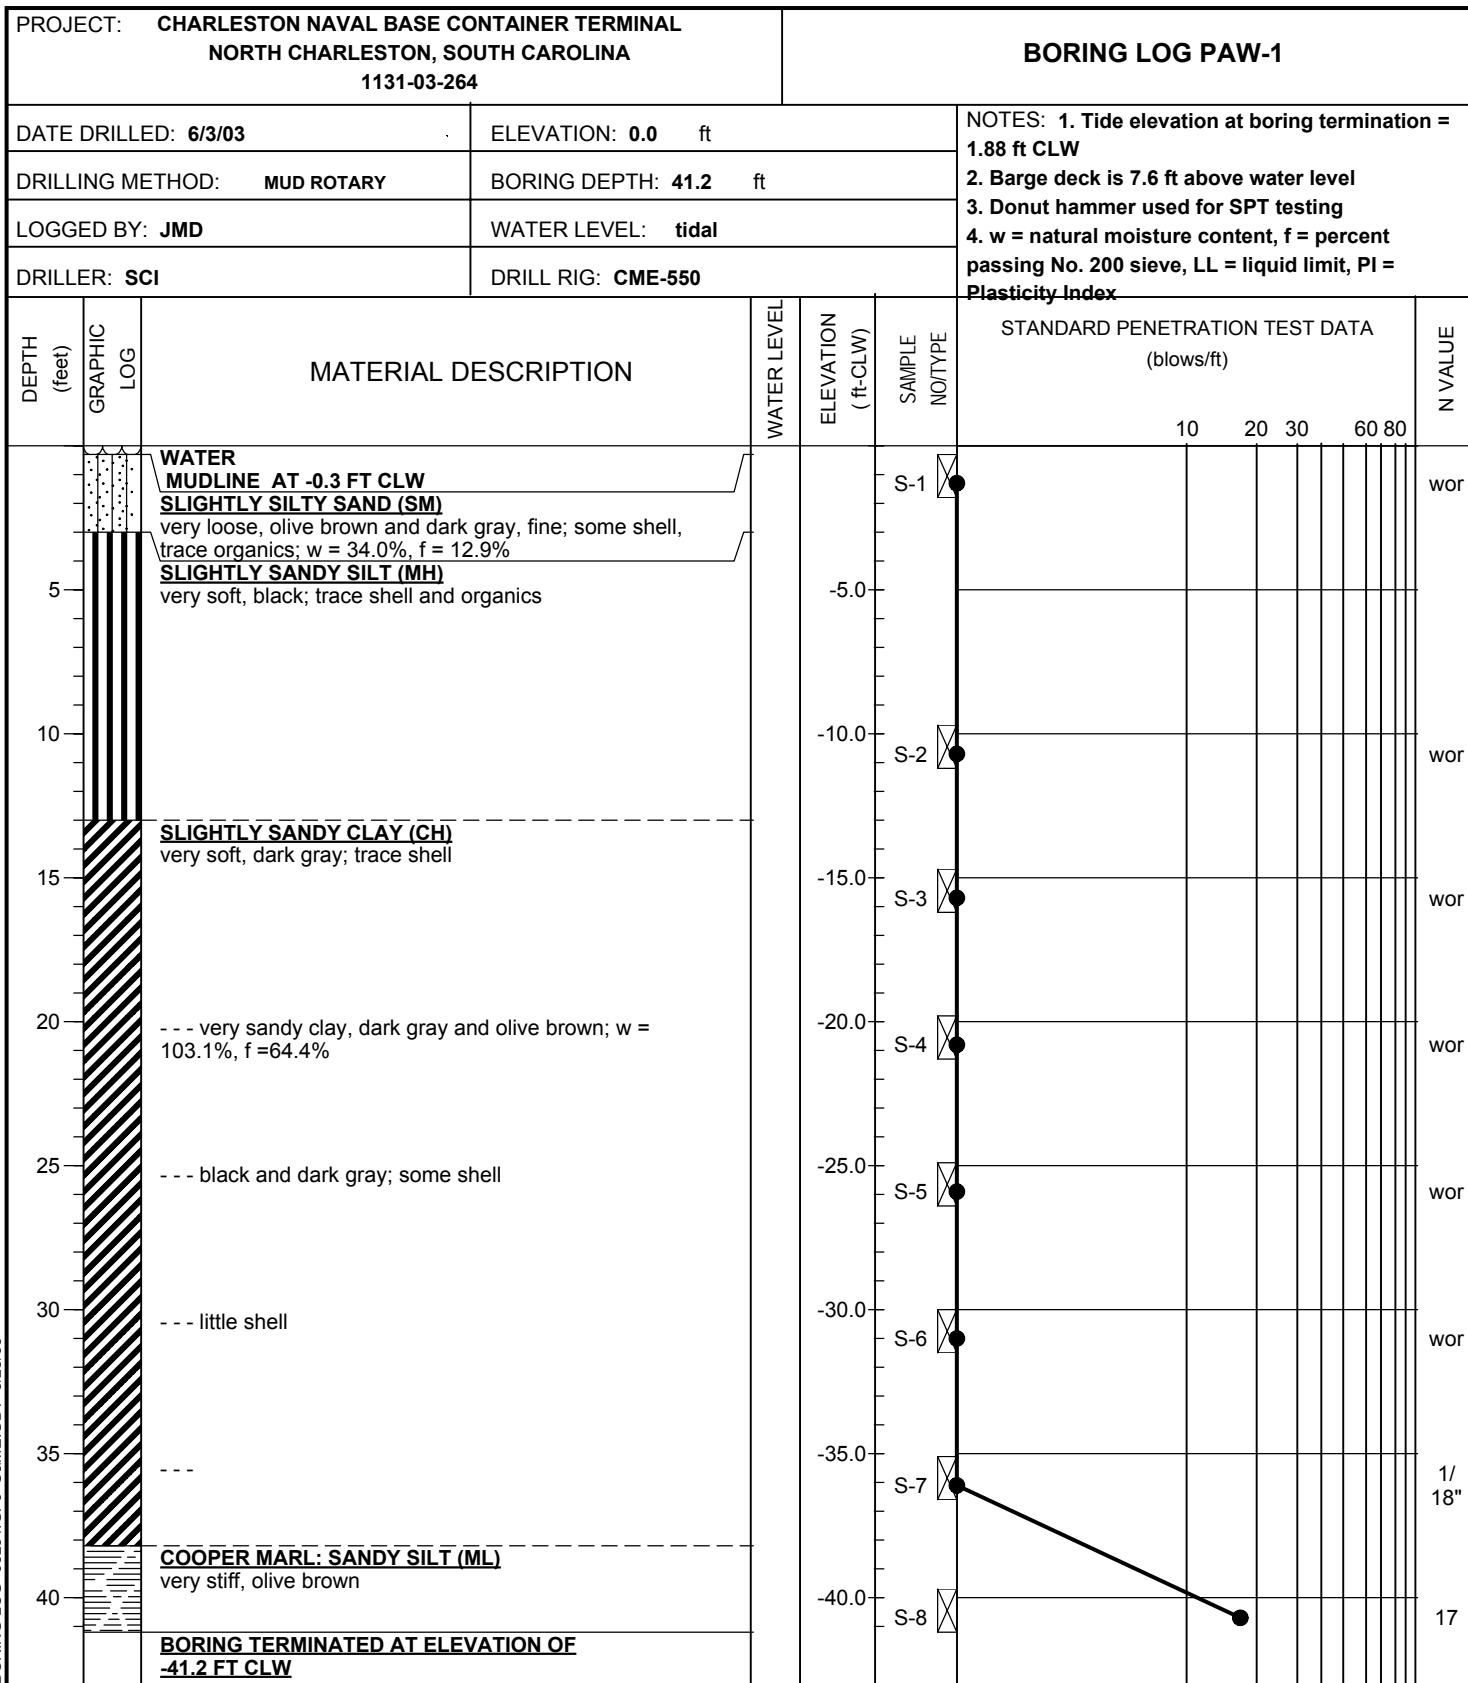 PROJECT: CHARLESTON NAVAL BASE CONTAINER TERMINAL
NORTH CHARLESTON, SOUTH CAROLINA
1131-03-264
BORING LOG PAW-1
DATE DRILLED: 6/3/03
ELEVATION: 0.0 ft
DRILLING METHOD: MUD ROTARY
BORING DEPTH: 41.2 ft
LOGGED BY: JMD
WATER LEVEL: tidal
DRILLER: SCI
DRILL RIG: CME-550
NOTES: 1. Tide elevation at boring termination =
1.88 ft CLW
2. Barge deck is 7.6 ft above water level
3. Donut hammer used for SPT testing
4. w = natural moisture content, f = percent
passing No. 200 sieve, LL = liquid limit, PI =
Plasticity Index
DEPTH
(feet)
GRAPHIC
LOG
MATERIAL DESCRIPTION
WATER LEVEL
ELEVATION
( ft-CLW)
SAMPLE
NO/TYPE
STANDARD PENETRATION TEST DATA
(blows/ft)
10 20 30 60 80
N VALUE
WATER
MUDLINE AT -0.3 FT CLW
S-1 wor
SLIGHTLY SILTY SAND (SM)
very loose, olive brown and dark gray, fine; some shell,
trace organics; w = 34.0%, f = 12.9%
SLIGHTLY SANDY SILT (MH)
5 very soft, black; trace shell and organics -5.0
10 -10.0
S-2 wor
SLIGHTLY SANDY CLAY (CH)
very soft, dark gray; trace shell
15 -15.0
S-3 wor
20 - - - very sandy clay, dark gray and olive brown; w = -20.0
103.1%, f =64.4%
S-4 wor
25 - - - black and dark gray; some shell -25.0
S-5 wor
30 - - - little shell -30.0
S-6 wor
35 - - - -35.0
S-7 1/
18"
COOPER MARL: SANDY SILT (ML)
very stiff, olive brown
40 -40.0
S-8 17
BORING TERMINATED AT ELEVATION OF
-41.2 FT CLW